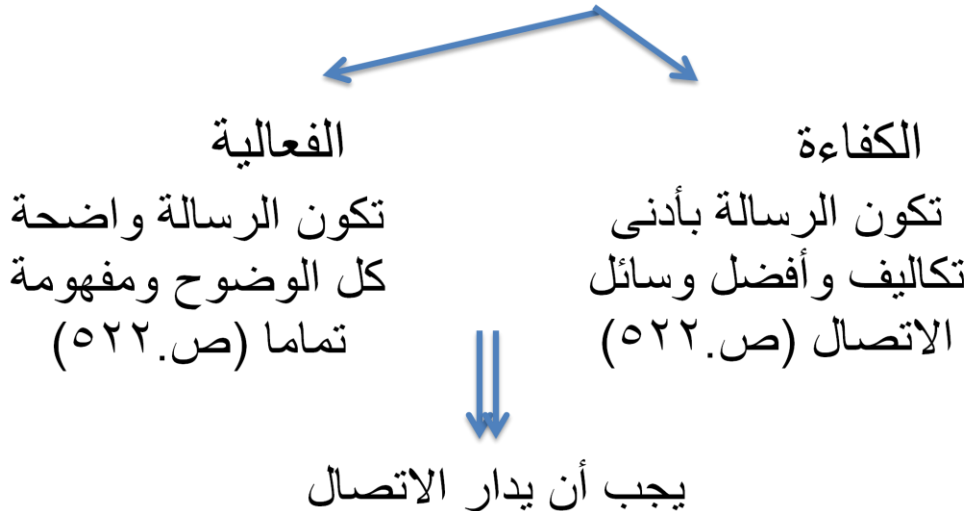 الكفاءة
تكون الرسالة بأدنى
تكاليف وأفضل وسائل
الاتصال (ص.٥٢٢)
الفعالية
تكون الرسالة واضحة
كل الوضوح ومفهومة
تماما (ص.٥٢٢)
يجب أن يدار الاتصال